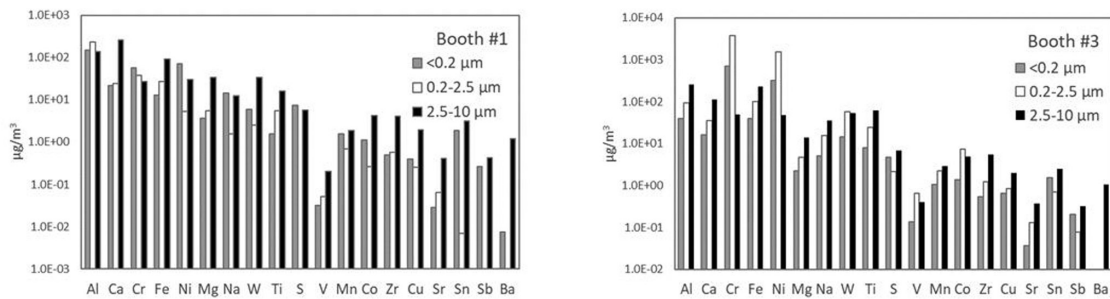 Booth #1
<0.2 µm
0.2-2.5 µm
2.5-10 µm
µg/m³
1.0E+03
1.0E+02
1.0E+01
1.0E+00
1.0E-01
1.0E-02
1.0E-03
Al Ca Cr Fe Ni Mg Na W Ti S V Mn Co Zr Cu Sr Sn Sb Ba
Booth #3
<0.2 µm
0.2-2.5 µm
2.5-10 µm
µg/m³
1.0E+04
1.0E+03
1.0E+02
1.0E+01
1.0E+00
1.0E-01
1.0E-02
Al Ca Cr Fe Ni Mg Na W Ti S V Mn Co Zr Cu Sr Sn Sb Ba